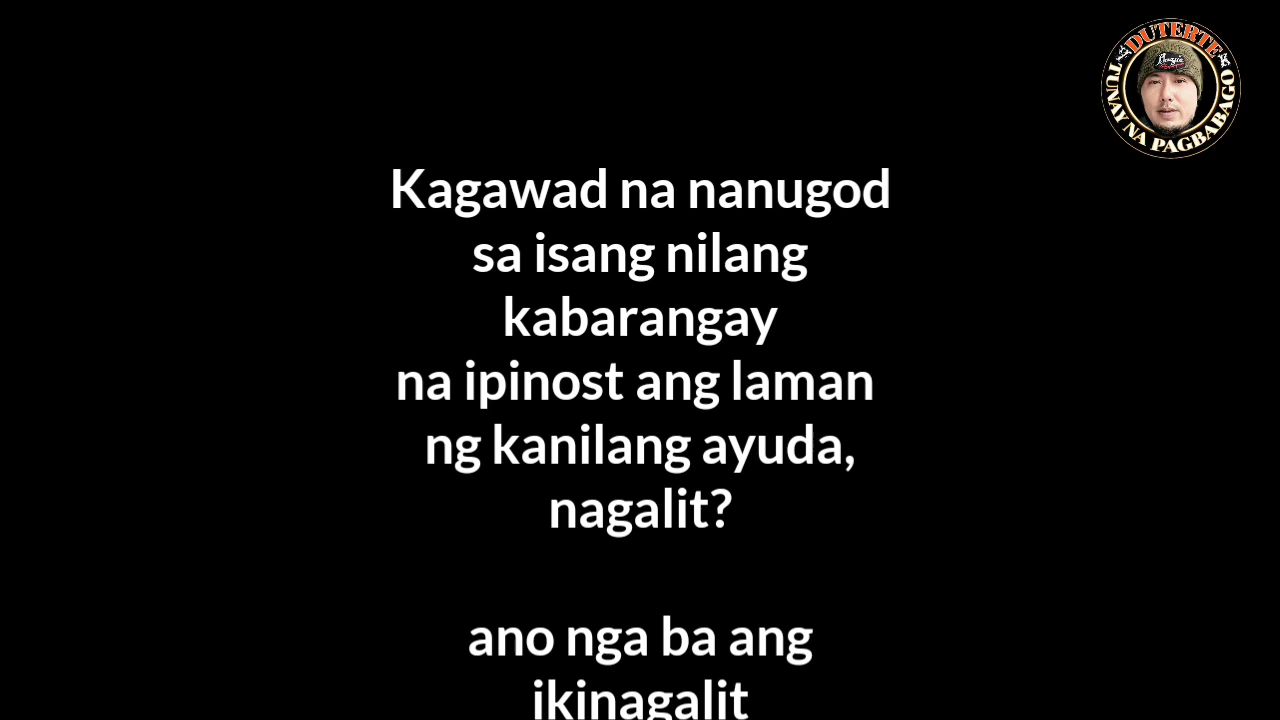 DUTERTE
TUNAY NA PAGBABAGO
Kagawad na nanugod
sa isang nilang
kabarangay
na ipinost ang laman
ng kanilang ayuda,
nagalit?
ano nga ba ang
ikinagalit